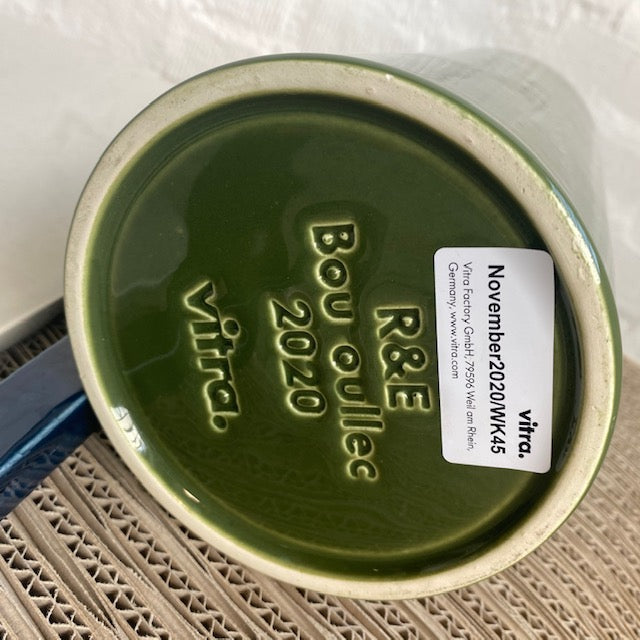 R&E
Bou oullec
2020
vitra.
vitra.
November2020/WK45
Vitra Factory, GmbH, 79596 Weil am Rhein,
Germany, www.vitra.com